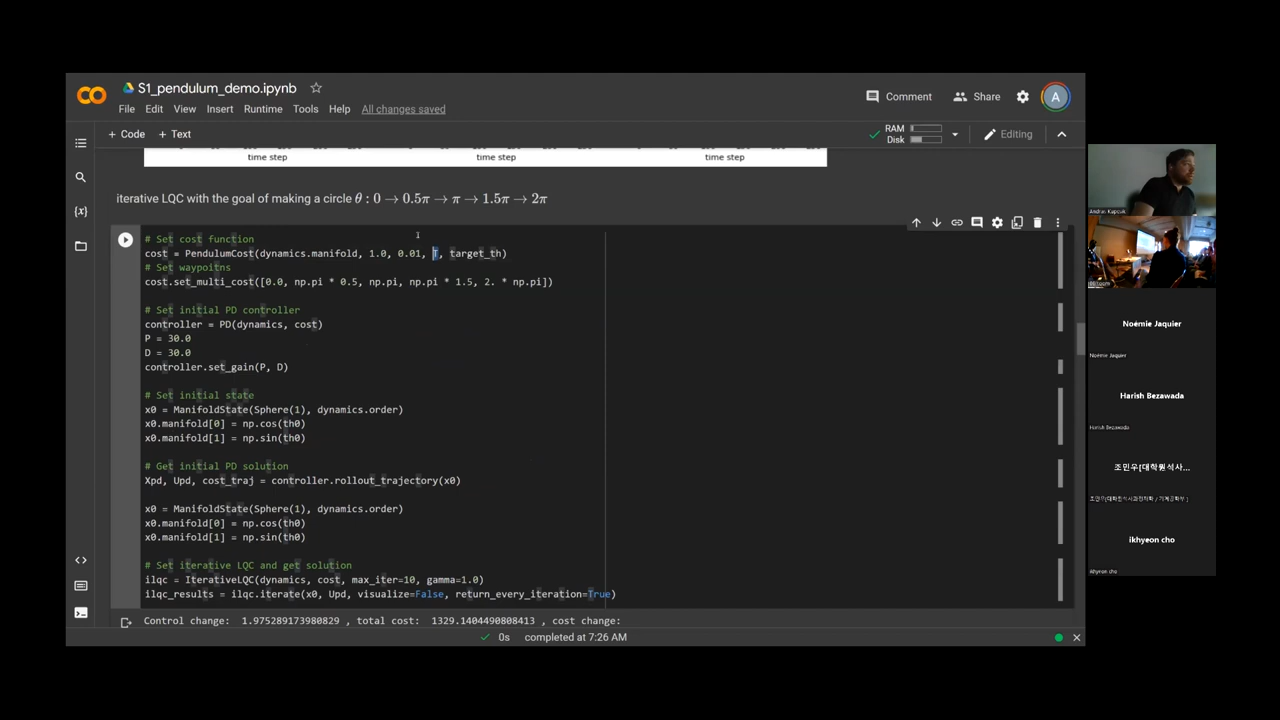 S1_pendulum_demo.ipynb
Comment
Share
A
File Edit View Insert Runtime Tools Help All changes saved
+ Code + Text
RAM
Disk
Editing
time step time step time step
iterative LQC with the goal of making a circle θ : 0 → 0.5π → π → 1.5π → 2π
# Set cost function
cost = PendulumCost(dynamics.manifold, 1.0, 0.01, T, target_th)
# Set waypoitns
cost.set_multi_cost([0.0, np.pi * 0.5, np.pi, np.pi * 1.5, 2. * np.pi])
# Set initial PD controller
controller = PD(dynamics, cost)
P = 30.0
D = 30.0
controller.set_gain(P, D)
# Set initial state
x0 = ManifoldState(Sphere(1), dynamics.order)
x0.manifold[0] = np.cos(th0)
x0.manifold[1] = np.sin(th0)
# Get initial PD solution
Xpd, Upd, cost_traj = controller.rollout_trajectory(x0)
x0 = ManifoldState(Sphere(1), dynamics.order)
x0.manifold[0] = np.cos(th0)
x0.manifold[1] = np.sin(th0)
# Set iterative LQC and get solution
ilqc = IterativeLQC(dynamics, cost, max_iter=10, gamma=1.0)
ilqc_results = ilqc.iterate(x0, Upd, visualize=False, return_every_iteration=True)
Control change: 1.975289173980829 , total cost: 1329.1404490808413 , cost change:
0s completed at 7:26 AM
Andras Kupcsik
Noémie Jaquier
Noémie Jaquier
Harish Bezawada
Harish Bezawada
조민우[대학원석사...
ikhyeon cho
ikhyeon cho